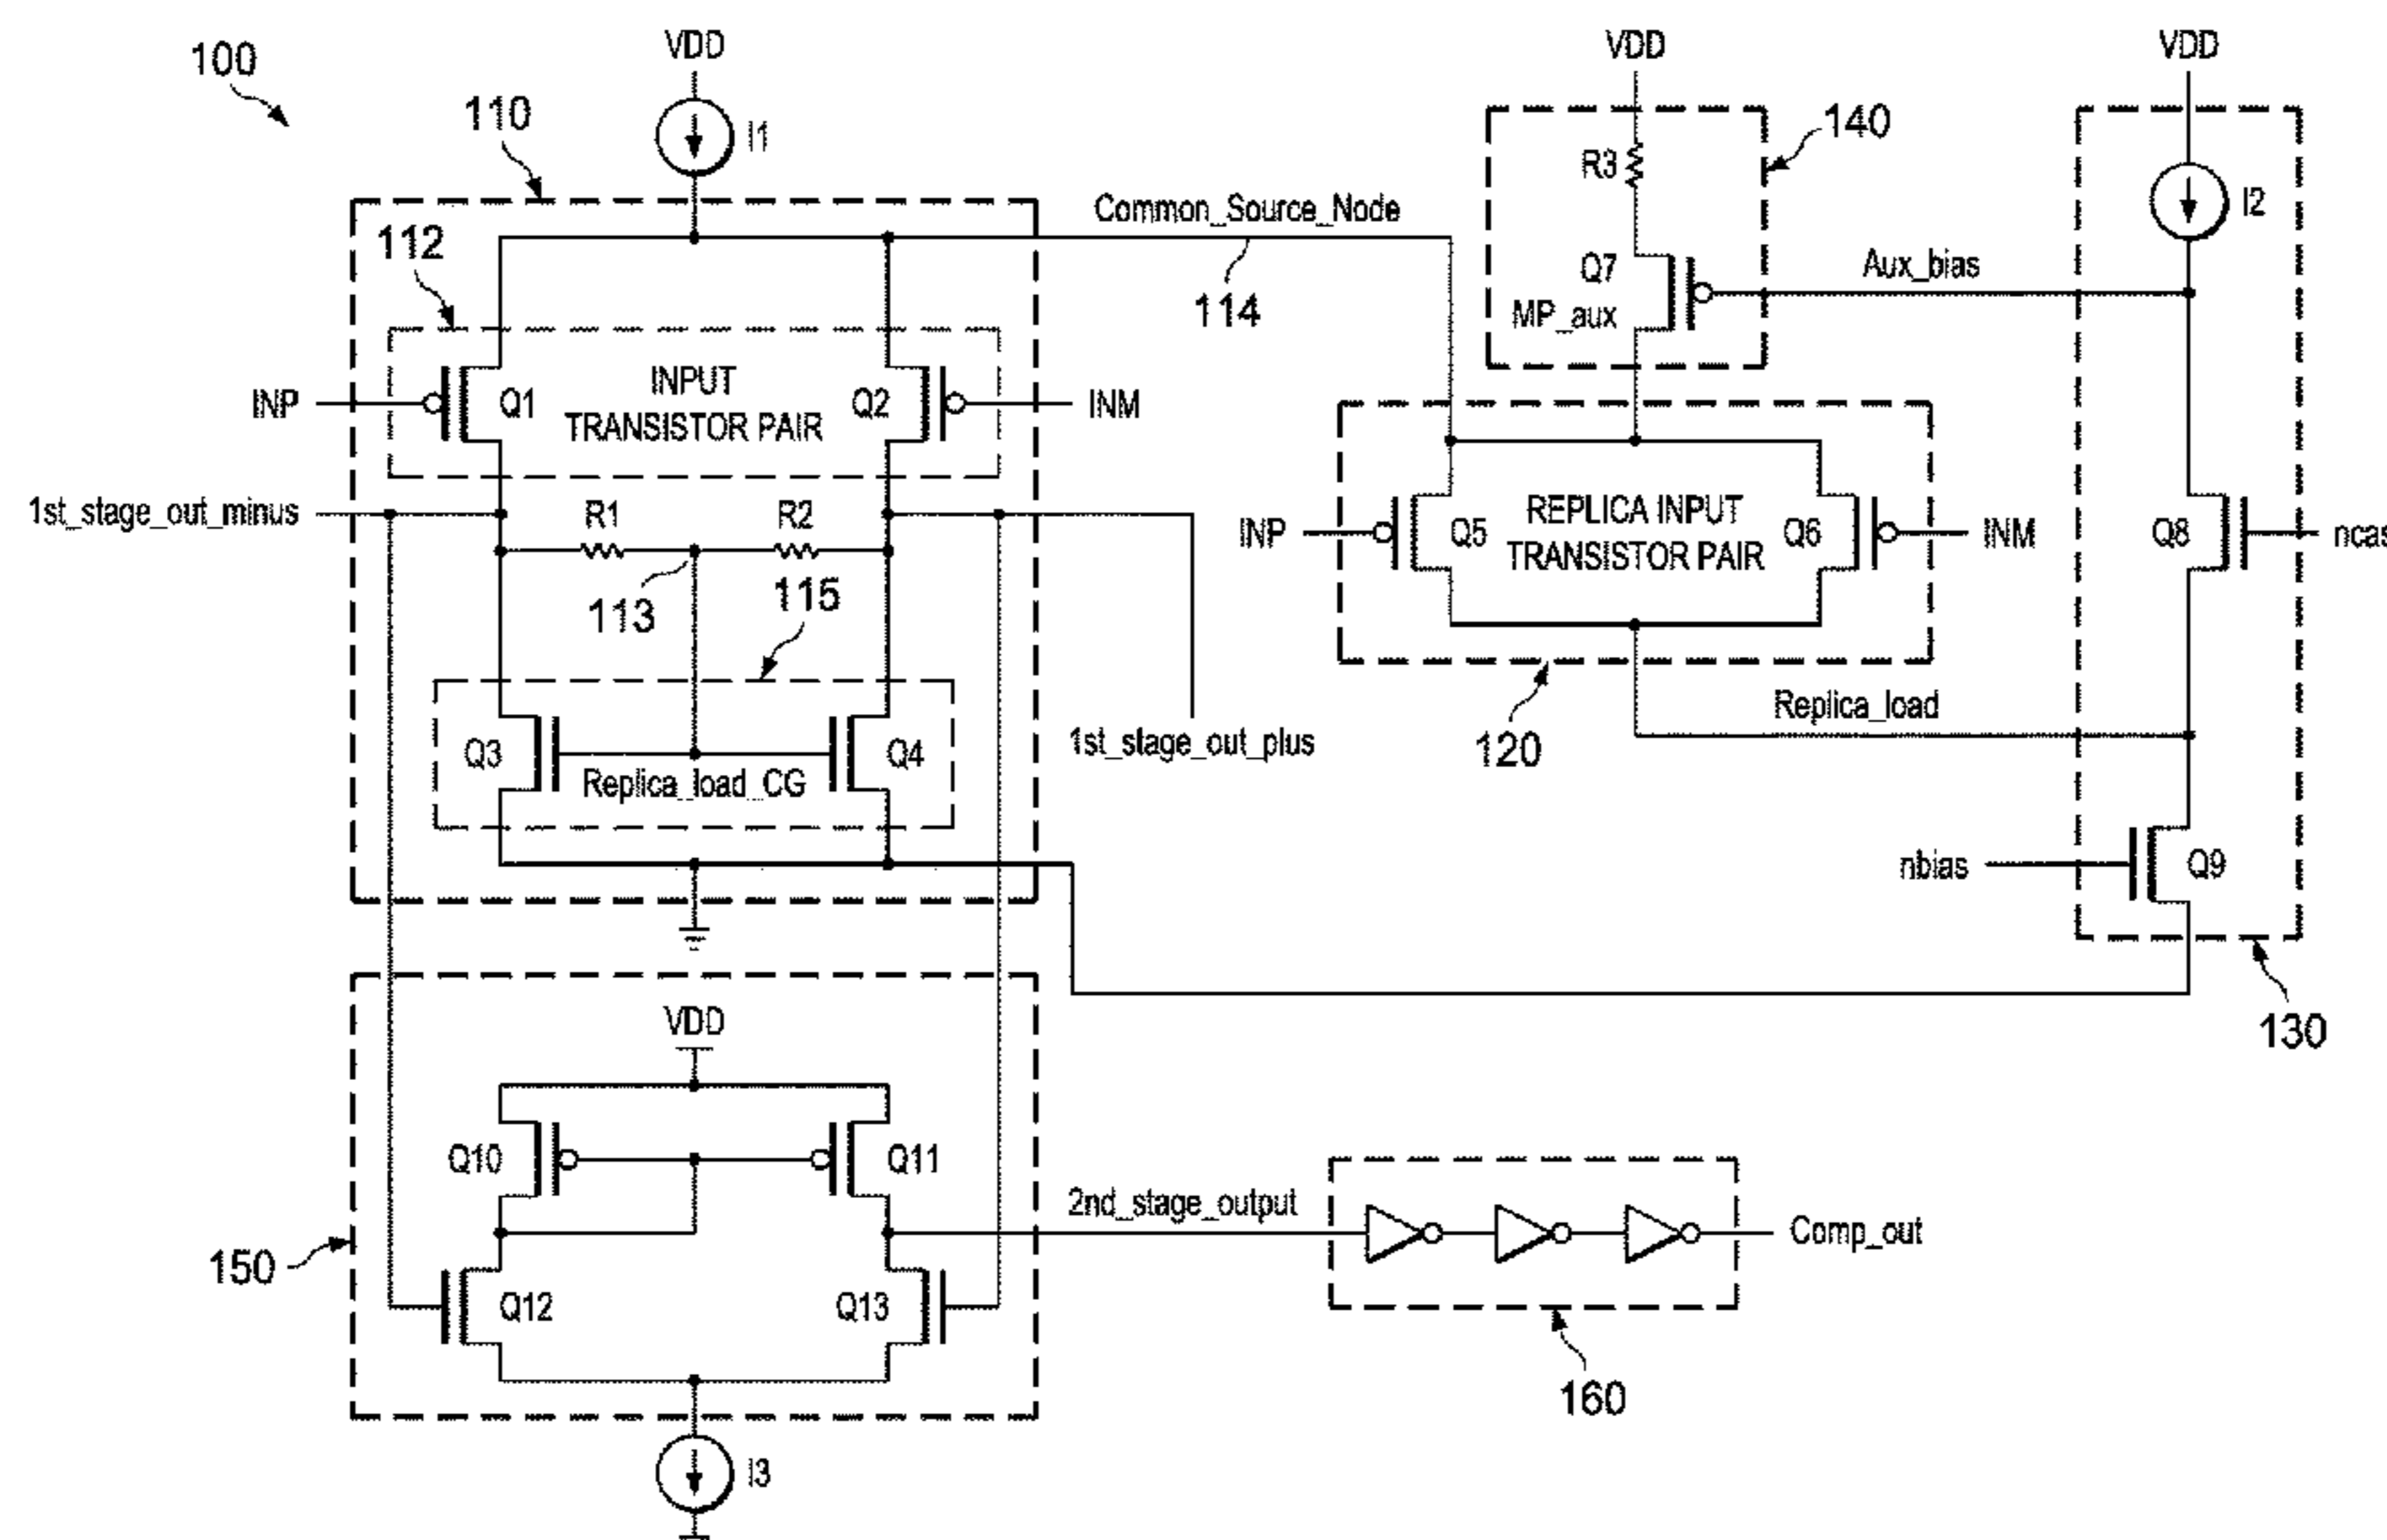 100
VDD
VDD
VDD
110
I1
140
R3
I2
112
Common_Source_Node
114
Q7
MP_aux
Aux_bias
INP
Q1
INPUT
TRANSISTOR PAIR
Q2
INM
1st_stage_out_minus
R1
R2
113
115
INP
Q5
REPLICA INPUT
TRANSISTOR PAIR
Q6
INM
Q8
ncas
Q3
Replica_load_CG
Q4
1st_stage_out_plus
120
Replica_load
nbias
Q9
130
VDD
Q10
Q11
150
Q12
Q13
2nd_stage_output
Comp_out
160
I3